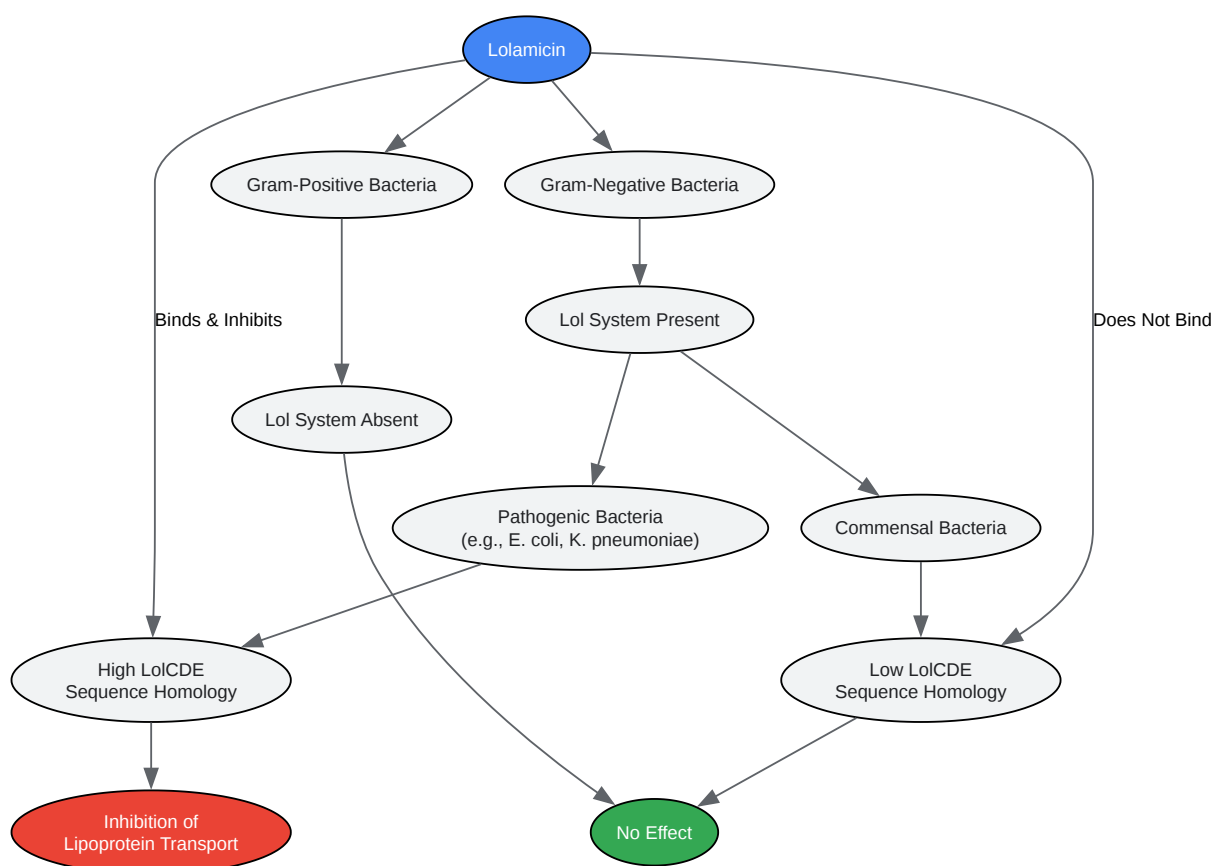 Lolamicin
Gram-Positive Bacteria
Gram-Negative Bacteria
Binds & Inhibits
Lol System Present
Does Not Bind
Lol System Absent
Pathogenic Bacteria
(e.g., E. coli, K. pneumoniae)
Commensal Bacteria
High LolCDE
Sequence Homology
Low LolCDE
Sequence Homology
Inhibition of
Lipoprotein Transport
No Effect